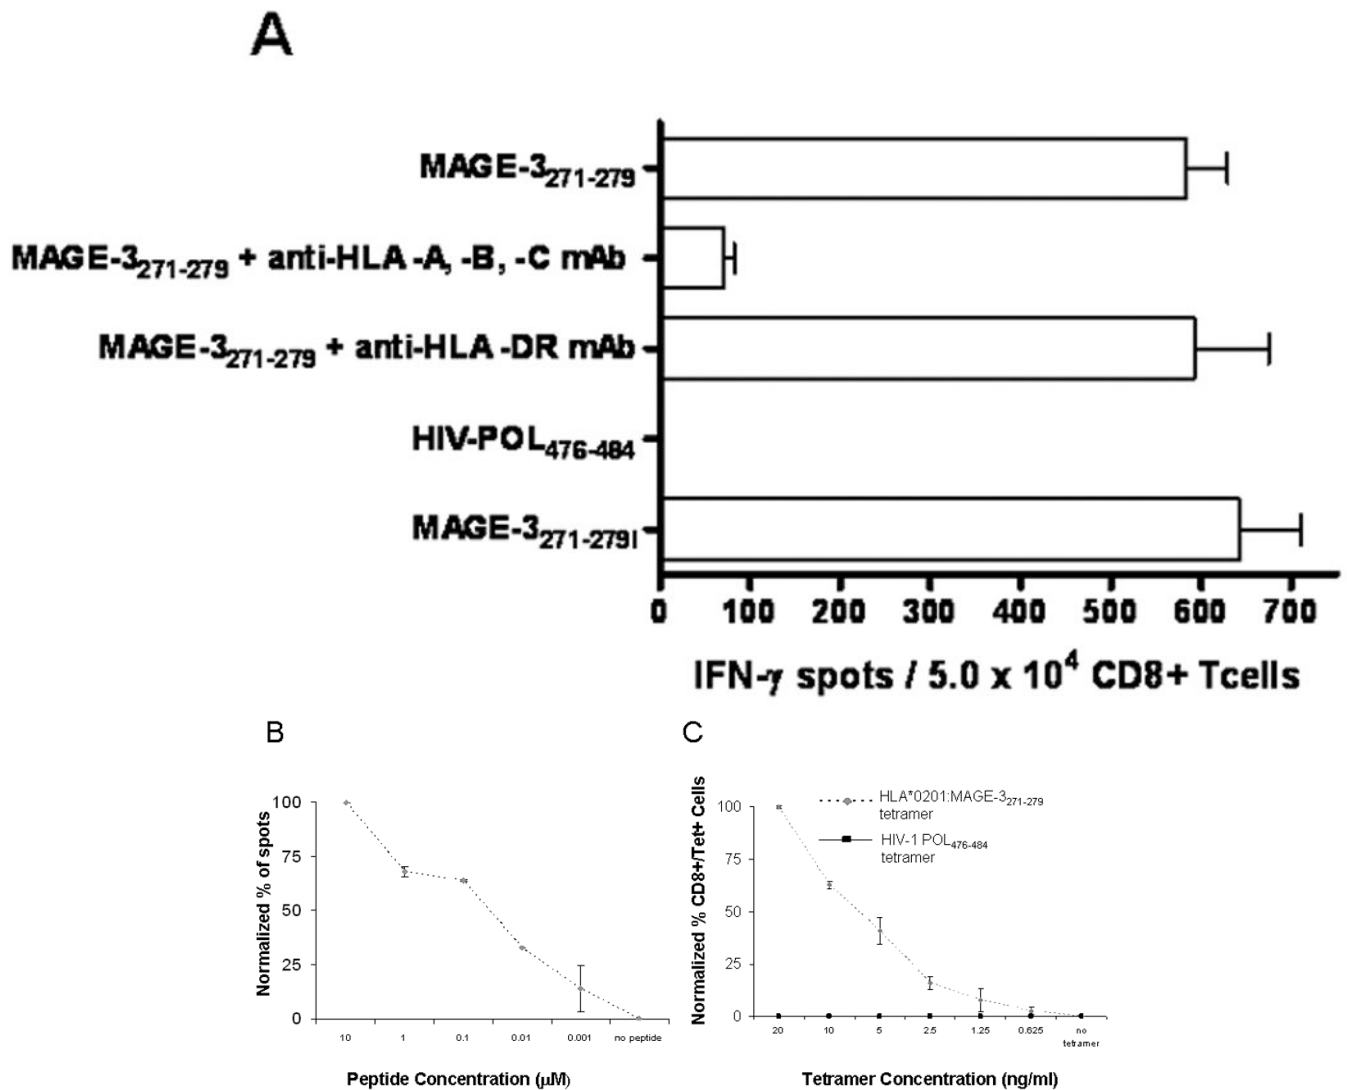 A
MAGE-3271-279
MAGE-3271-279 + anti-HLA -A, -B, -C mAb
MAGE-3271-279 + anti-HLA -DR mAb
HIV-POL476-484
MAGE-3271-279I
0 100 200 300 400 500 600 700
IFN-γ spots / 5.0 x 10⁴ CD8+ Tcells
B
Normalized % of spots
100
75
50
25
0
10 1 0.1 0.01 0.001 no peptide
Peptide Concentration (μM)
C
Normalized % CD8+/Tet+ Cells
HLA*0201:MAGE-3271-279
tetramer
HIV-1 POL476-484
tetramer
100
75
50
25
0
20 10 5 2.5 1.25 0.625 no
tetramer
Tetramer Concentration (ng/ml)